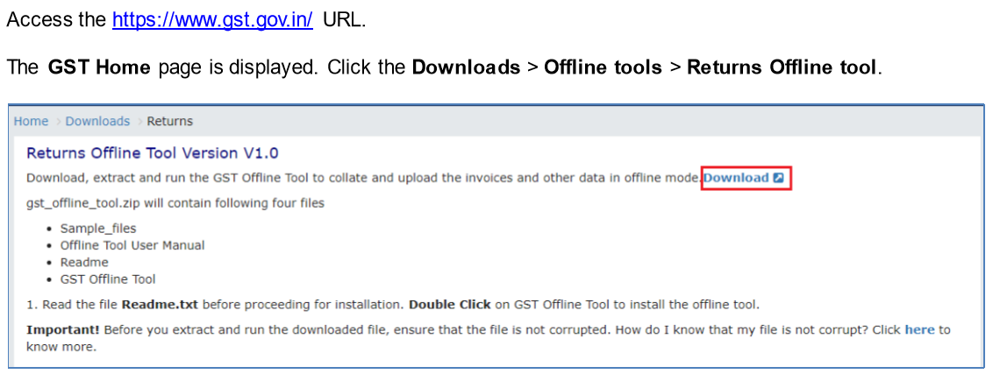 Access the https://www.gst.gov.in/ URL.
The GST Home page is displayed. Click the Downloads > Offline tools > Returns Offline tool.
Home > Downloads > Returns
Returns Offline Tool Version V1.0
Download, extract and run the GST Offline Tool to collate and upload the invoices and other data in offline mode.Download
gst_offline_tool.zip will contain following four files
• Sample_files
• Offline Tool User Manual
• Readme
• GST Offline Tool
1. Read the file Readme.txt before proceeding for installation. Double Click on GST Offline Tool to install the offline tool.
Important! Before you extract and run the downloaded file, ensure that the file is not corrupted. How do I know that my file is not corrupt? Click here to
know more.